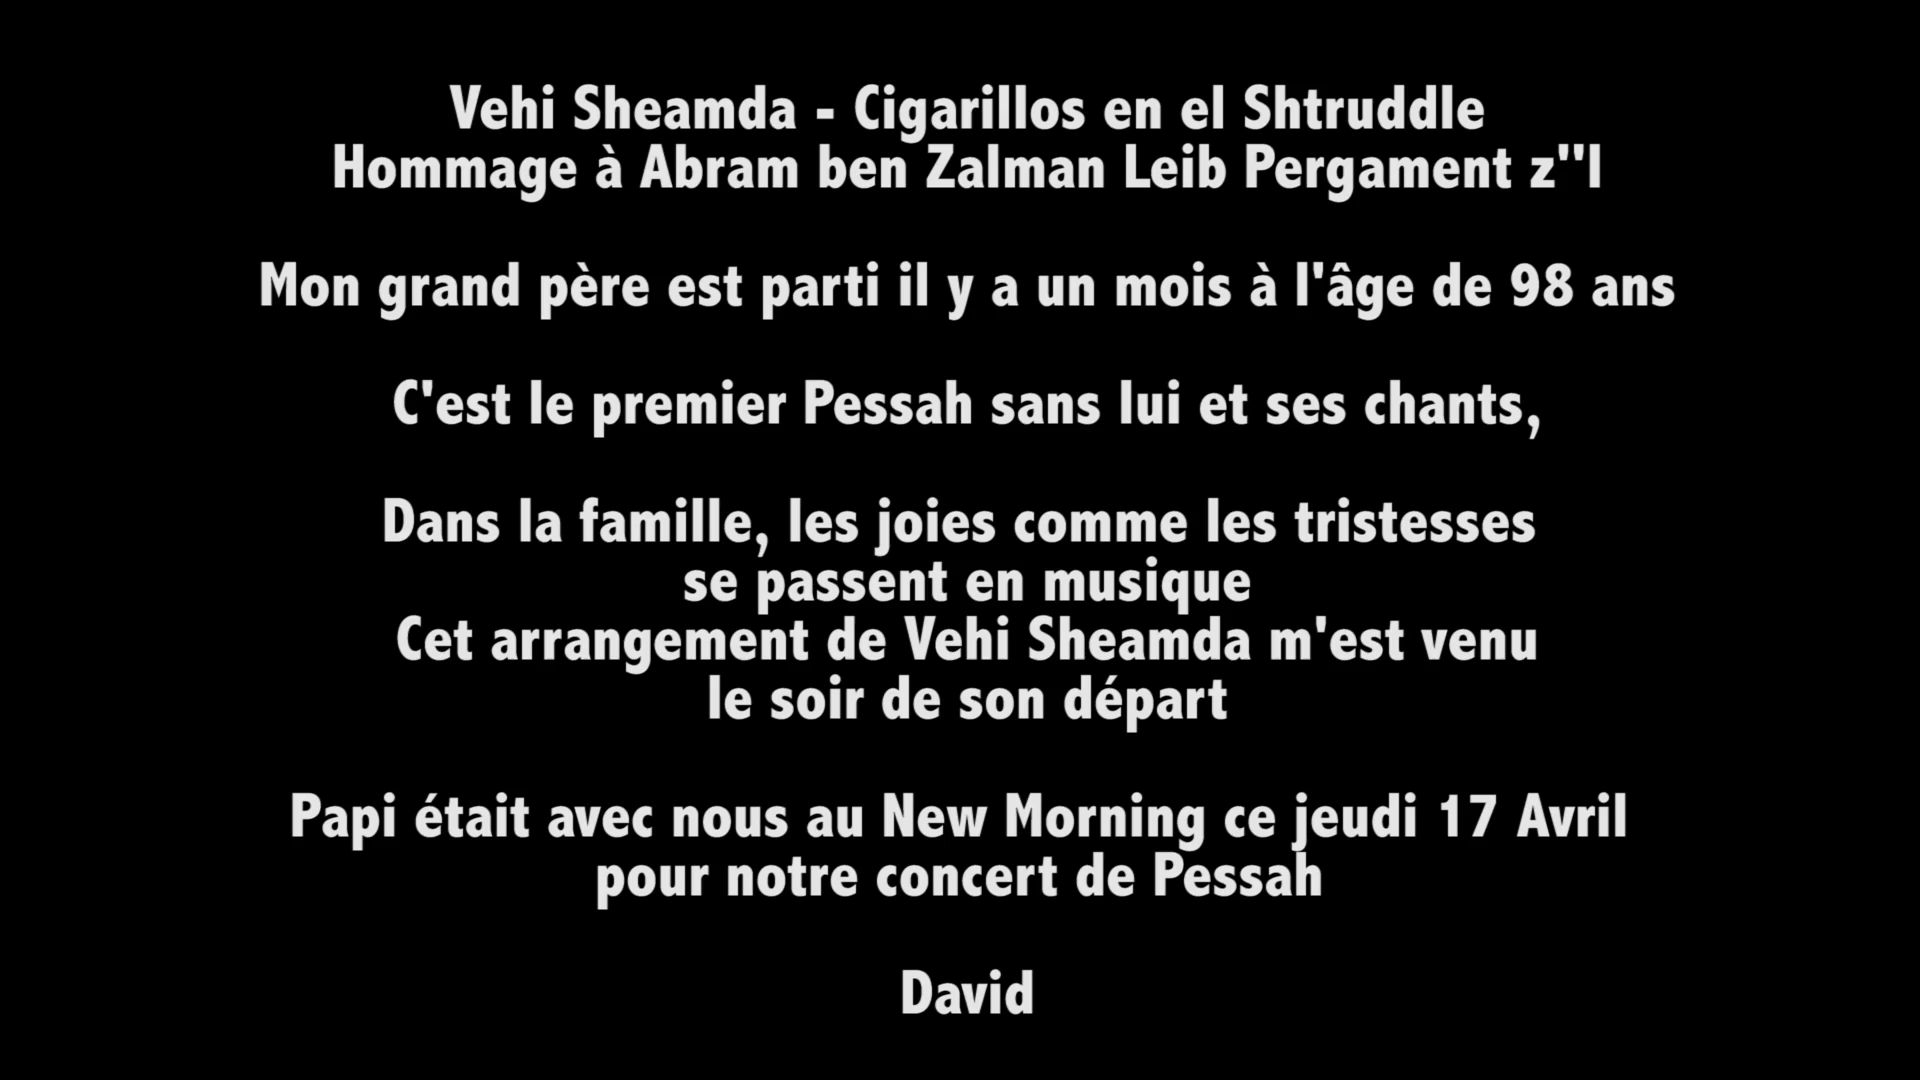 Vehi Sheamda - Cigarillos en el Shtruddle
Hommage à Abram ben Zalman Leib Pergament z"l
Mon grand père est parti il y a un mois à l'âge de 98 ans
C'est le premier Pessah sans lui et ses chants,
Dans la famille, les joies comme les tristesses
se passent en musique
Cet arrangement de Vehi Sheamda m'est venu
le soir de son départ
Papi était avec nous au New Morning ce jeudi 17 Avril
pour notre concert de Pessah
David